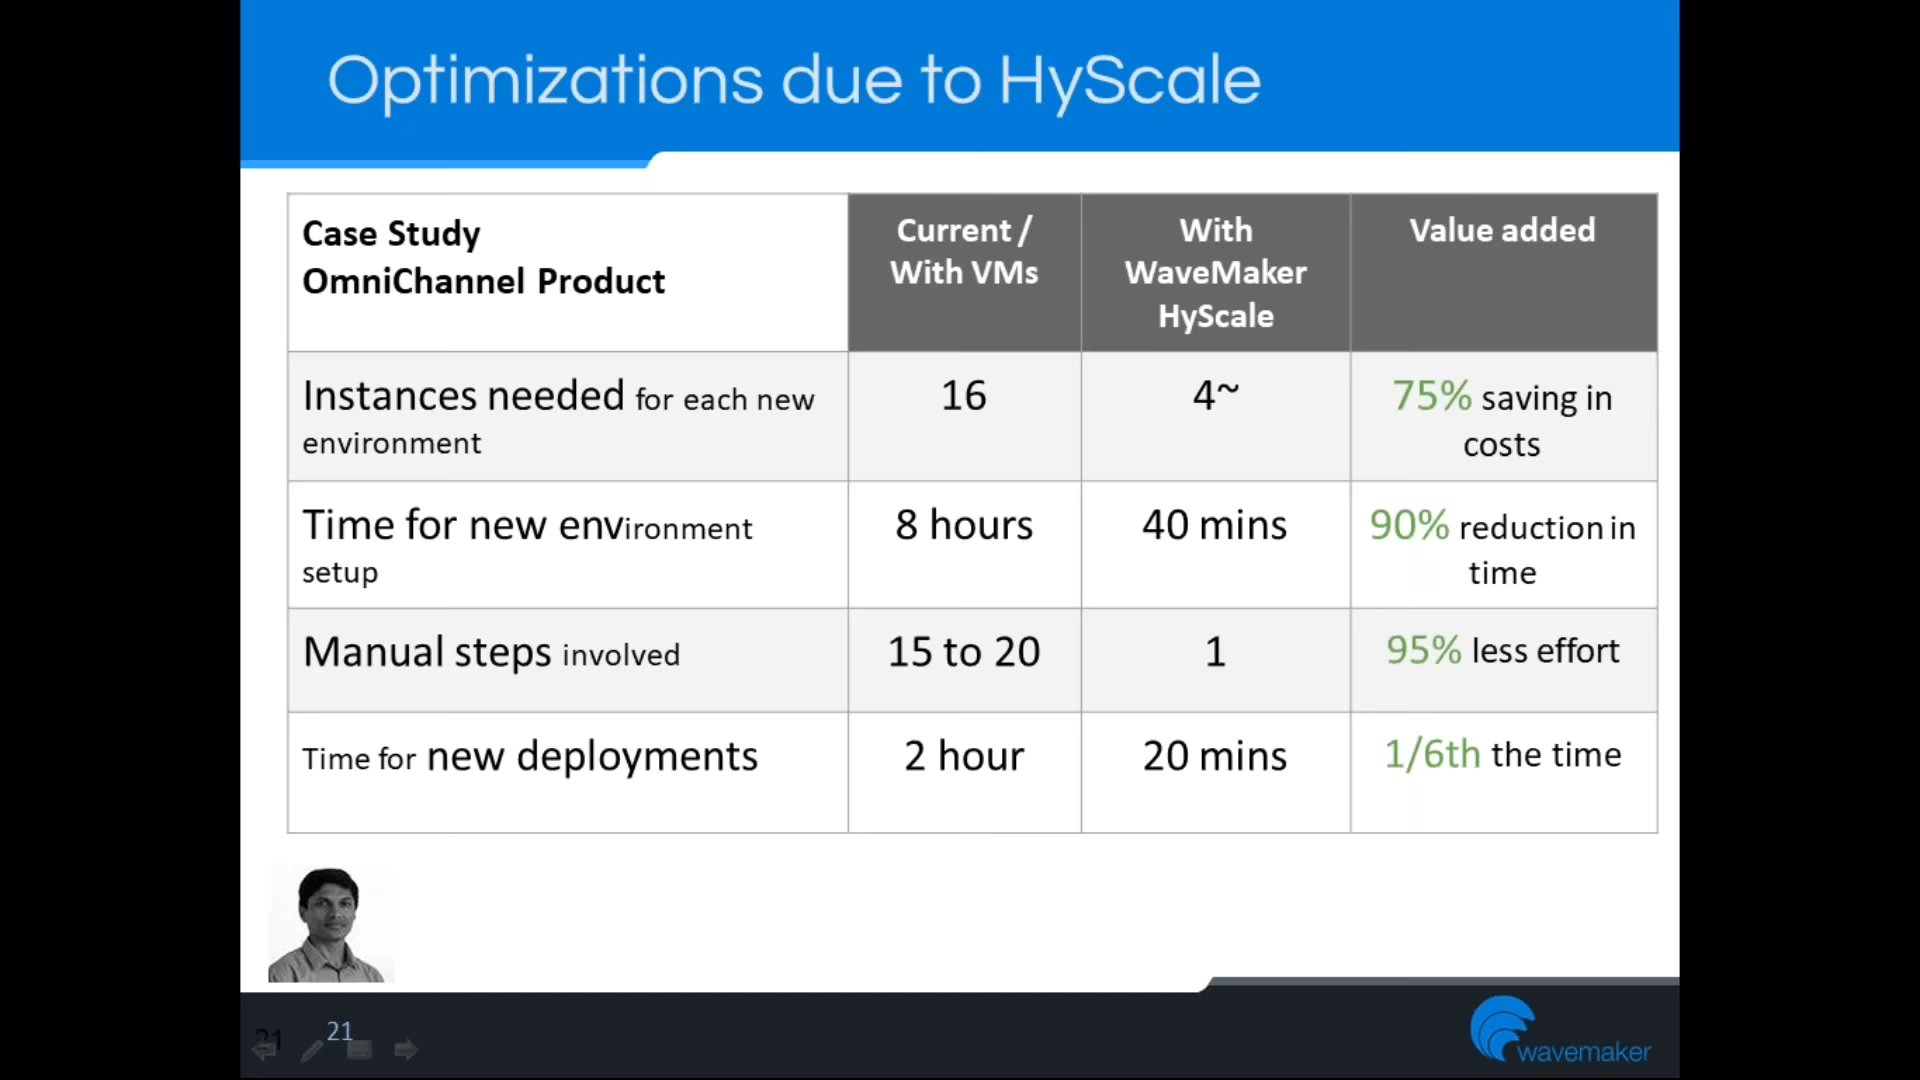 Optimizations due to HyScale
Case Study
OmniChannel Product
Current /
With VMs
With
WaveMaker
HyScale
Value added
Instances needed for each new
environment
16
4~
75% saving in
costs
Time for new environment
setup
8 hours
40 mins
90% reduction in
time
Manual steps involved
15 to 20
1
95% less effort
Time for new deployments
2 hour
20 mins
1/6th the time
21
21
wavemaker